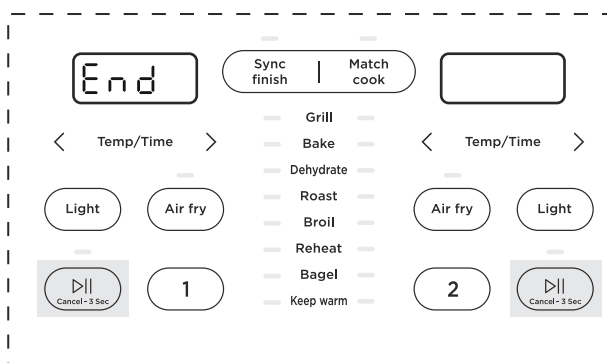 End
Sync finish
Match cook
Grill
Temp/Time
Bake
Temp/Time
Dehydrate
Light
Air fry
Roast
Air fry
Light
Broil
Reheat
Cancel - 3 Sec
1
Bagel
2
Cancel - 3 Sec
Keep warm